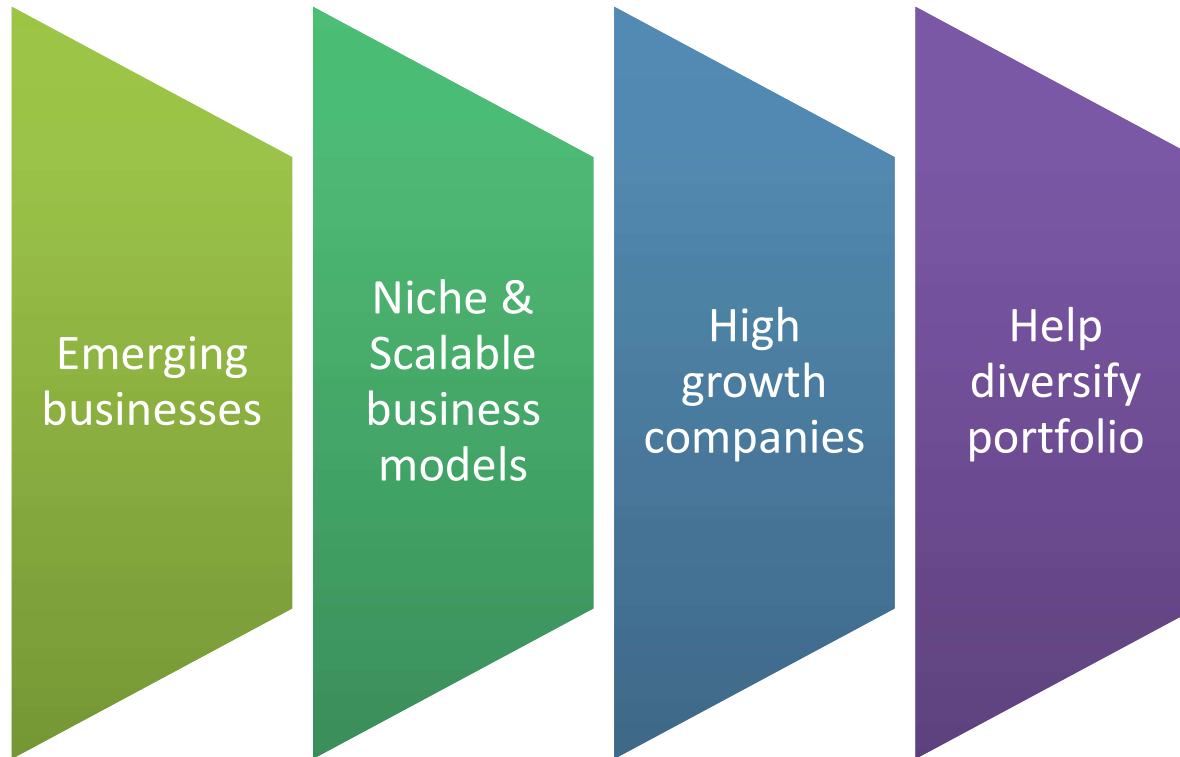 Emerging
businesses
Niche &
Scalable
business
models
High
growth
companies
Help
diversify
portfolio